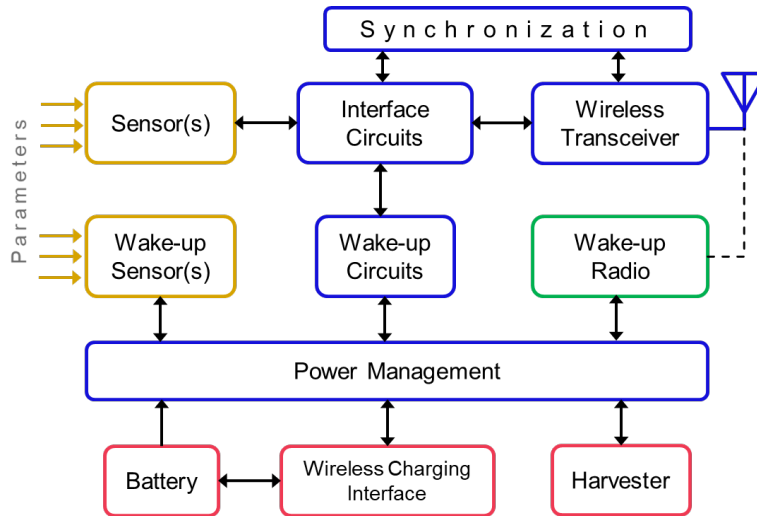 Synchronization
Parameters
Sensor(s)
Interface
Circuits
Wireless
Transceiver
Wake-up
Sensor(s)
Wake-up
Circuits
Wake-up
Radio
Power Management
Battery
Wireless Charging
Interface
Harvester